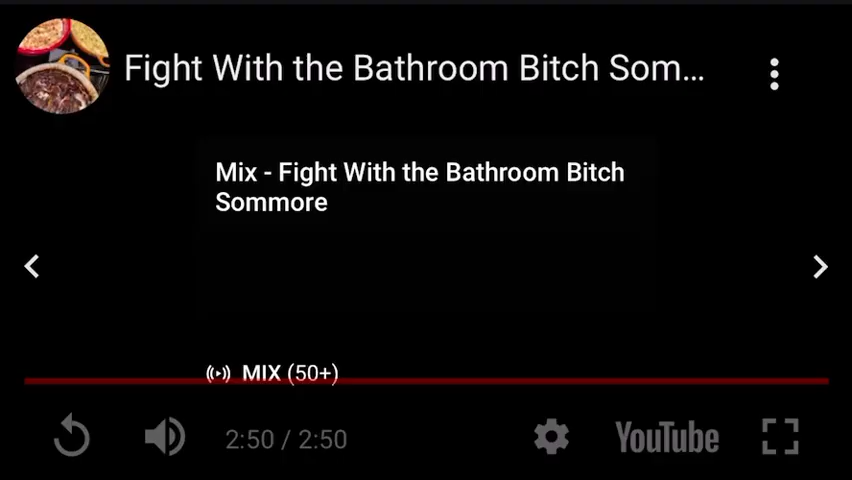 Fight With the Bathroom Bitch Som...
Mix - Fight With the Bathroom Bitch
Sommore
MIX (50+)
2:50 / 2:50
YouTube